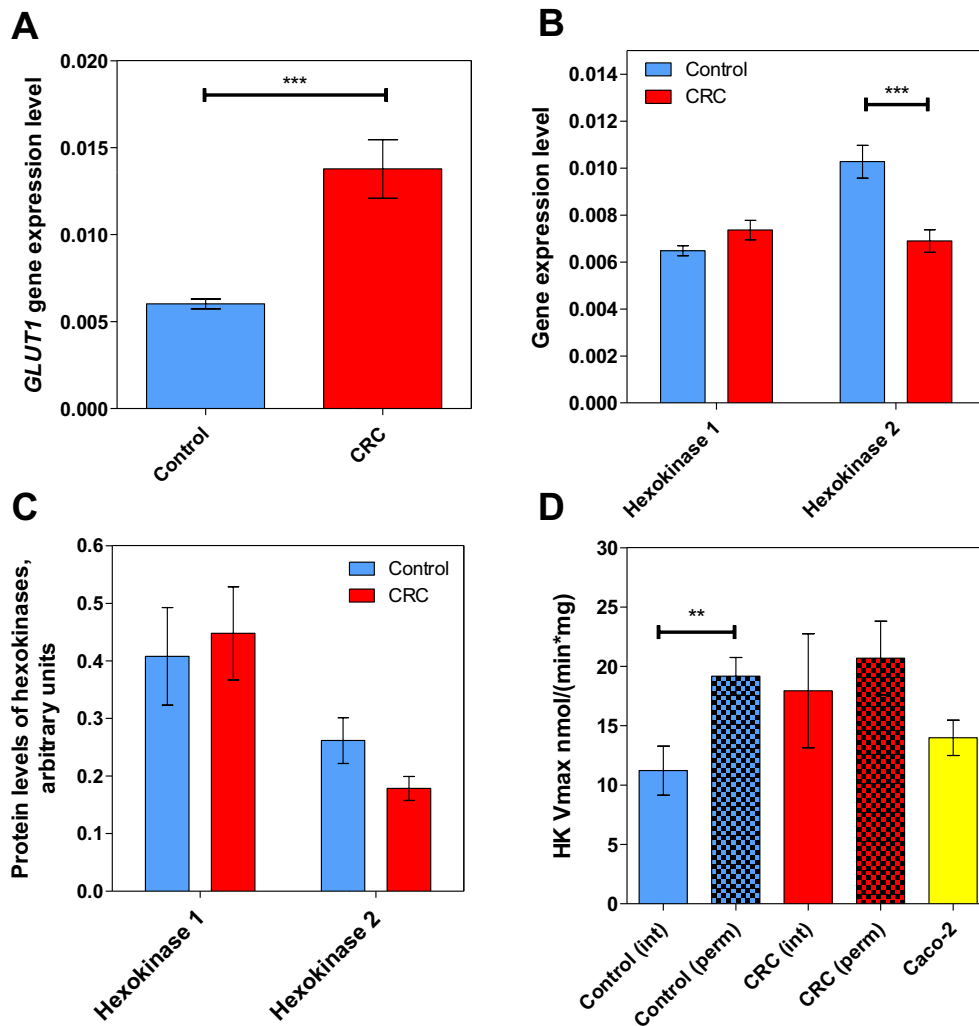 A
GLUT1 gene expression level
0.020
0.015
0.010
0.005
0.000
***
Control
CRC
B
Gene expression level
0.014
0.012
0.010
0.008
0.006
0.004
0.002
0.000
Control
CRC
***
Hexokinase 1
Hexokinase 2
C
Protein levels of hexokinases,
arbitrary units
0.6
0.5
0.4
0.3
0.2
0.1
0.0
Control
CRC
Hexokinase 1
Hexokinase 2
D
HK Vmax nmol/(min*mg)
30
25
20
15
10
5
0
**
Control (int)
Control (perm)
CRC (int)
CRC (perm)
Caco-2